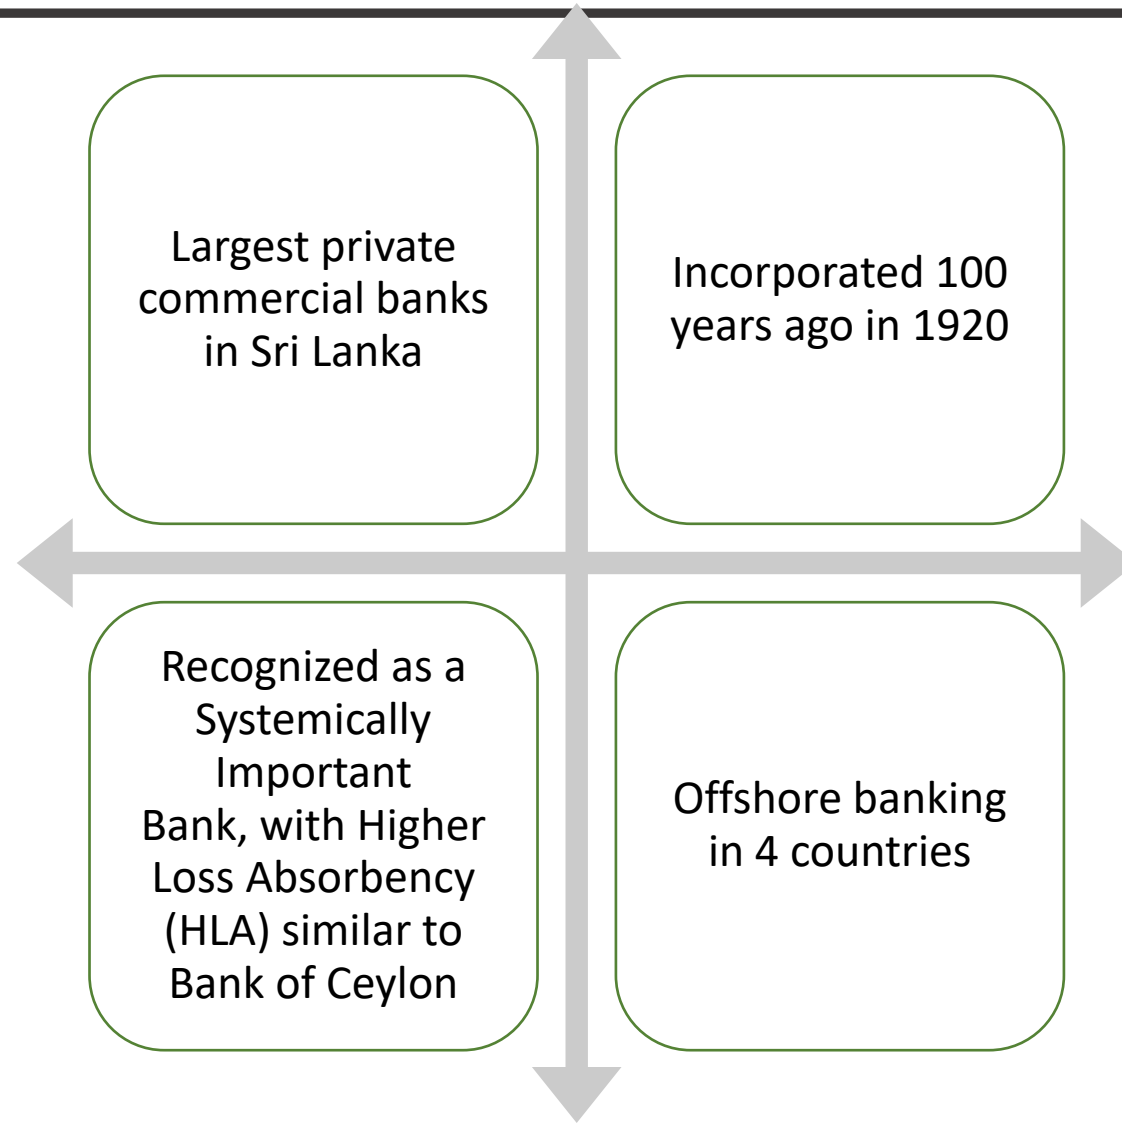 Largest private
commercial banks
in Sri Lanka
Incorporated 100
years ago in 1920
Recognized as a
Systemically
Important
Bank, with Higher
Loss Absorbency
(HLA) similar to
Bank of Ceylon
Offshore banking
in 4 countries